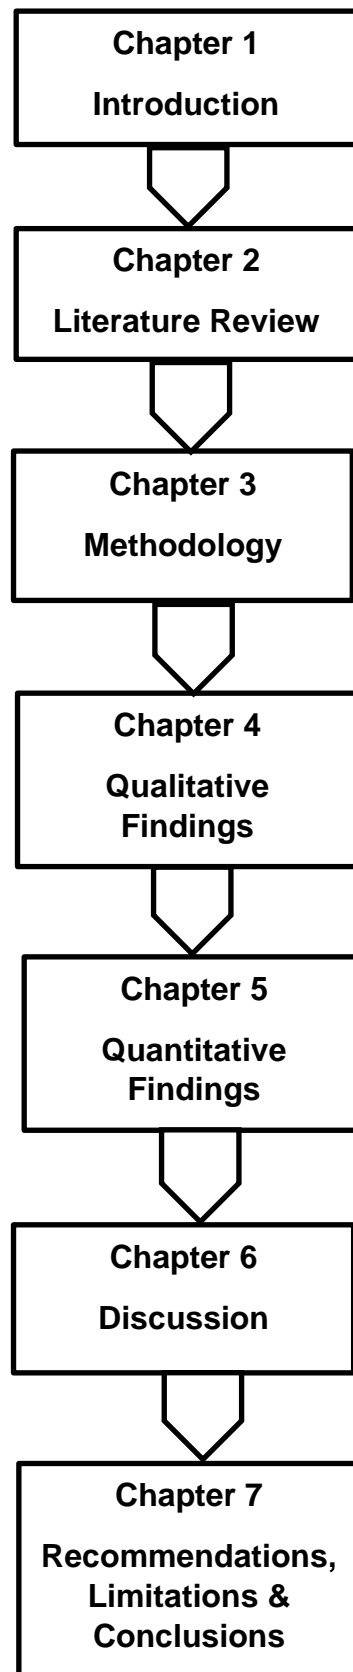 Chapter 1
Introduction
Chapter 2
Literature Review
Chapter 3
Methodology
Chapter 4
Qualitative
Findings
Chapter 5
Quantitative
Findings
Chapter 6
Discussion
Chapter 7
Recommendations,
Limitations &
Conclusions